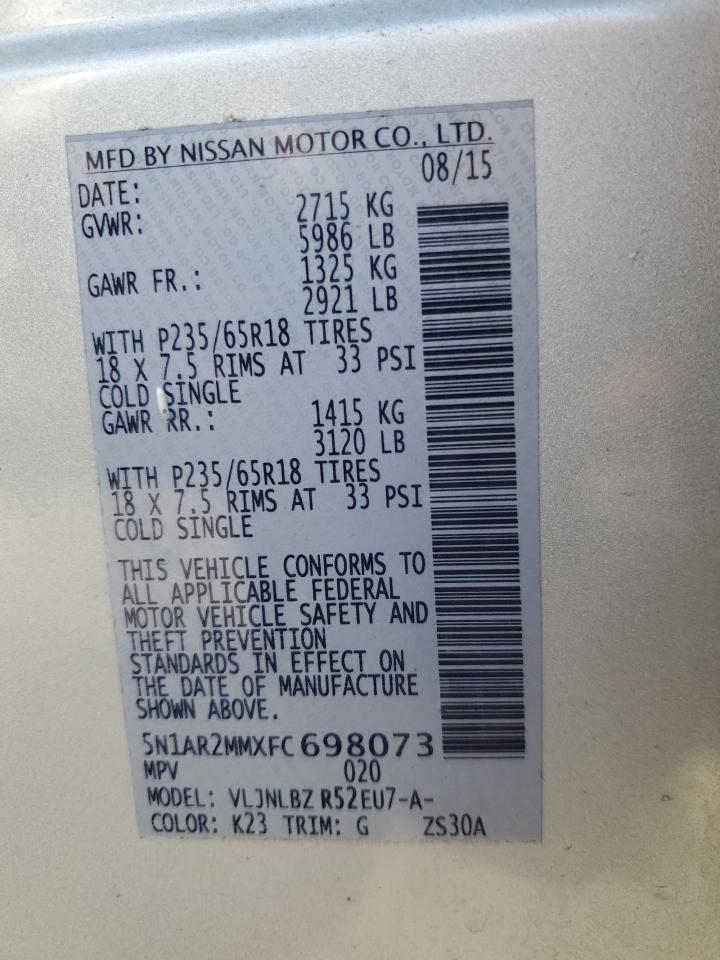 MFD BY NISSAN MOTOR CO., LTD.
DATE: 08/15
GVWR: 2715 KG
5986 LB
GAWR FR.: 1325 KG
2921 LB
WITH P235/65R18 TIRES
18 X 7.5 RIMS AT 33 PSI
COLD SINGLE
GAWR RR.: 1415 KG
3120 LB
WITH P235/65R18 TIRES
18 X 7.5 RIMS AT 33 PSI
COLD SINGLE
THIS VEHICLE CONFORMS TO
ALL APPLICABLE FEDERAL
MOTOR VEHICLE SAFETY AND
THEFT PREVENTION
STANDARDS IN EFFECT ON
THE DATE OF MANUFACTURE
SHOWN ABOVE.
5N1AR2MMXFC698073
MPV 020
MODEL: VLJNLBZ R52EU7-A-
COLOR: K23 TRIM: G ZS30A